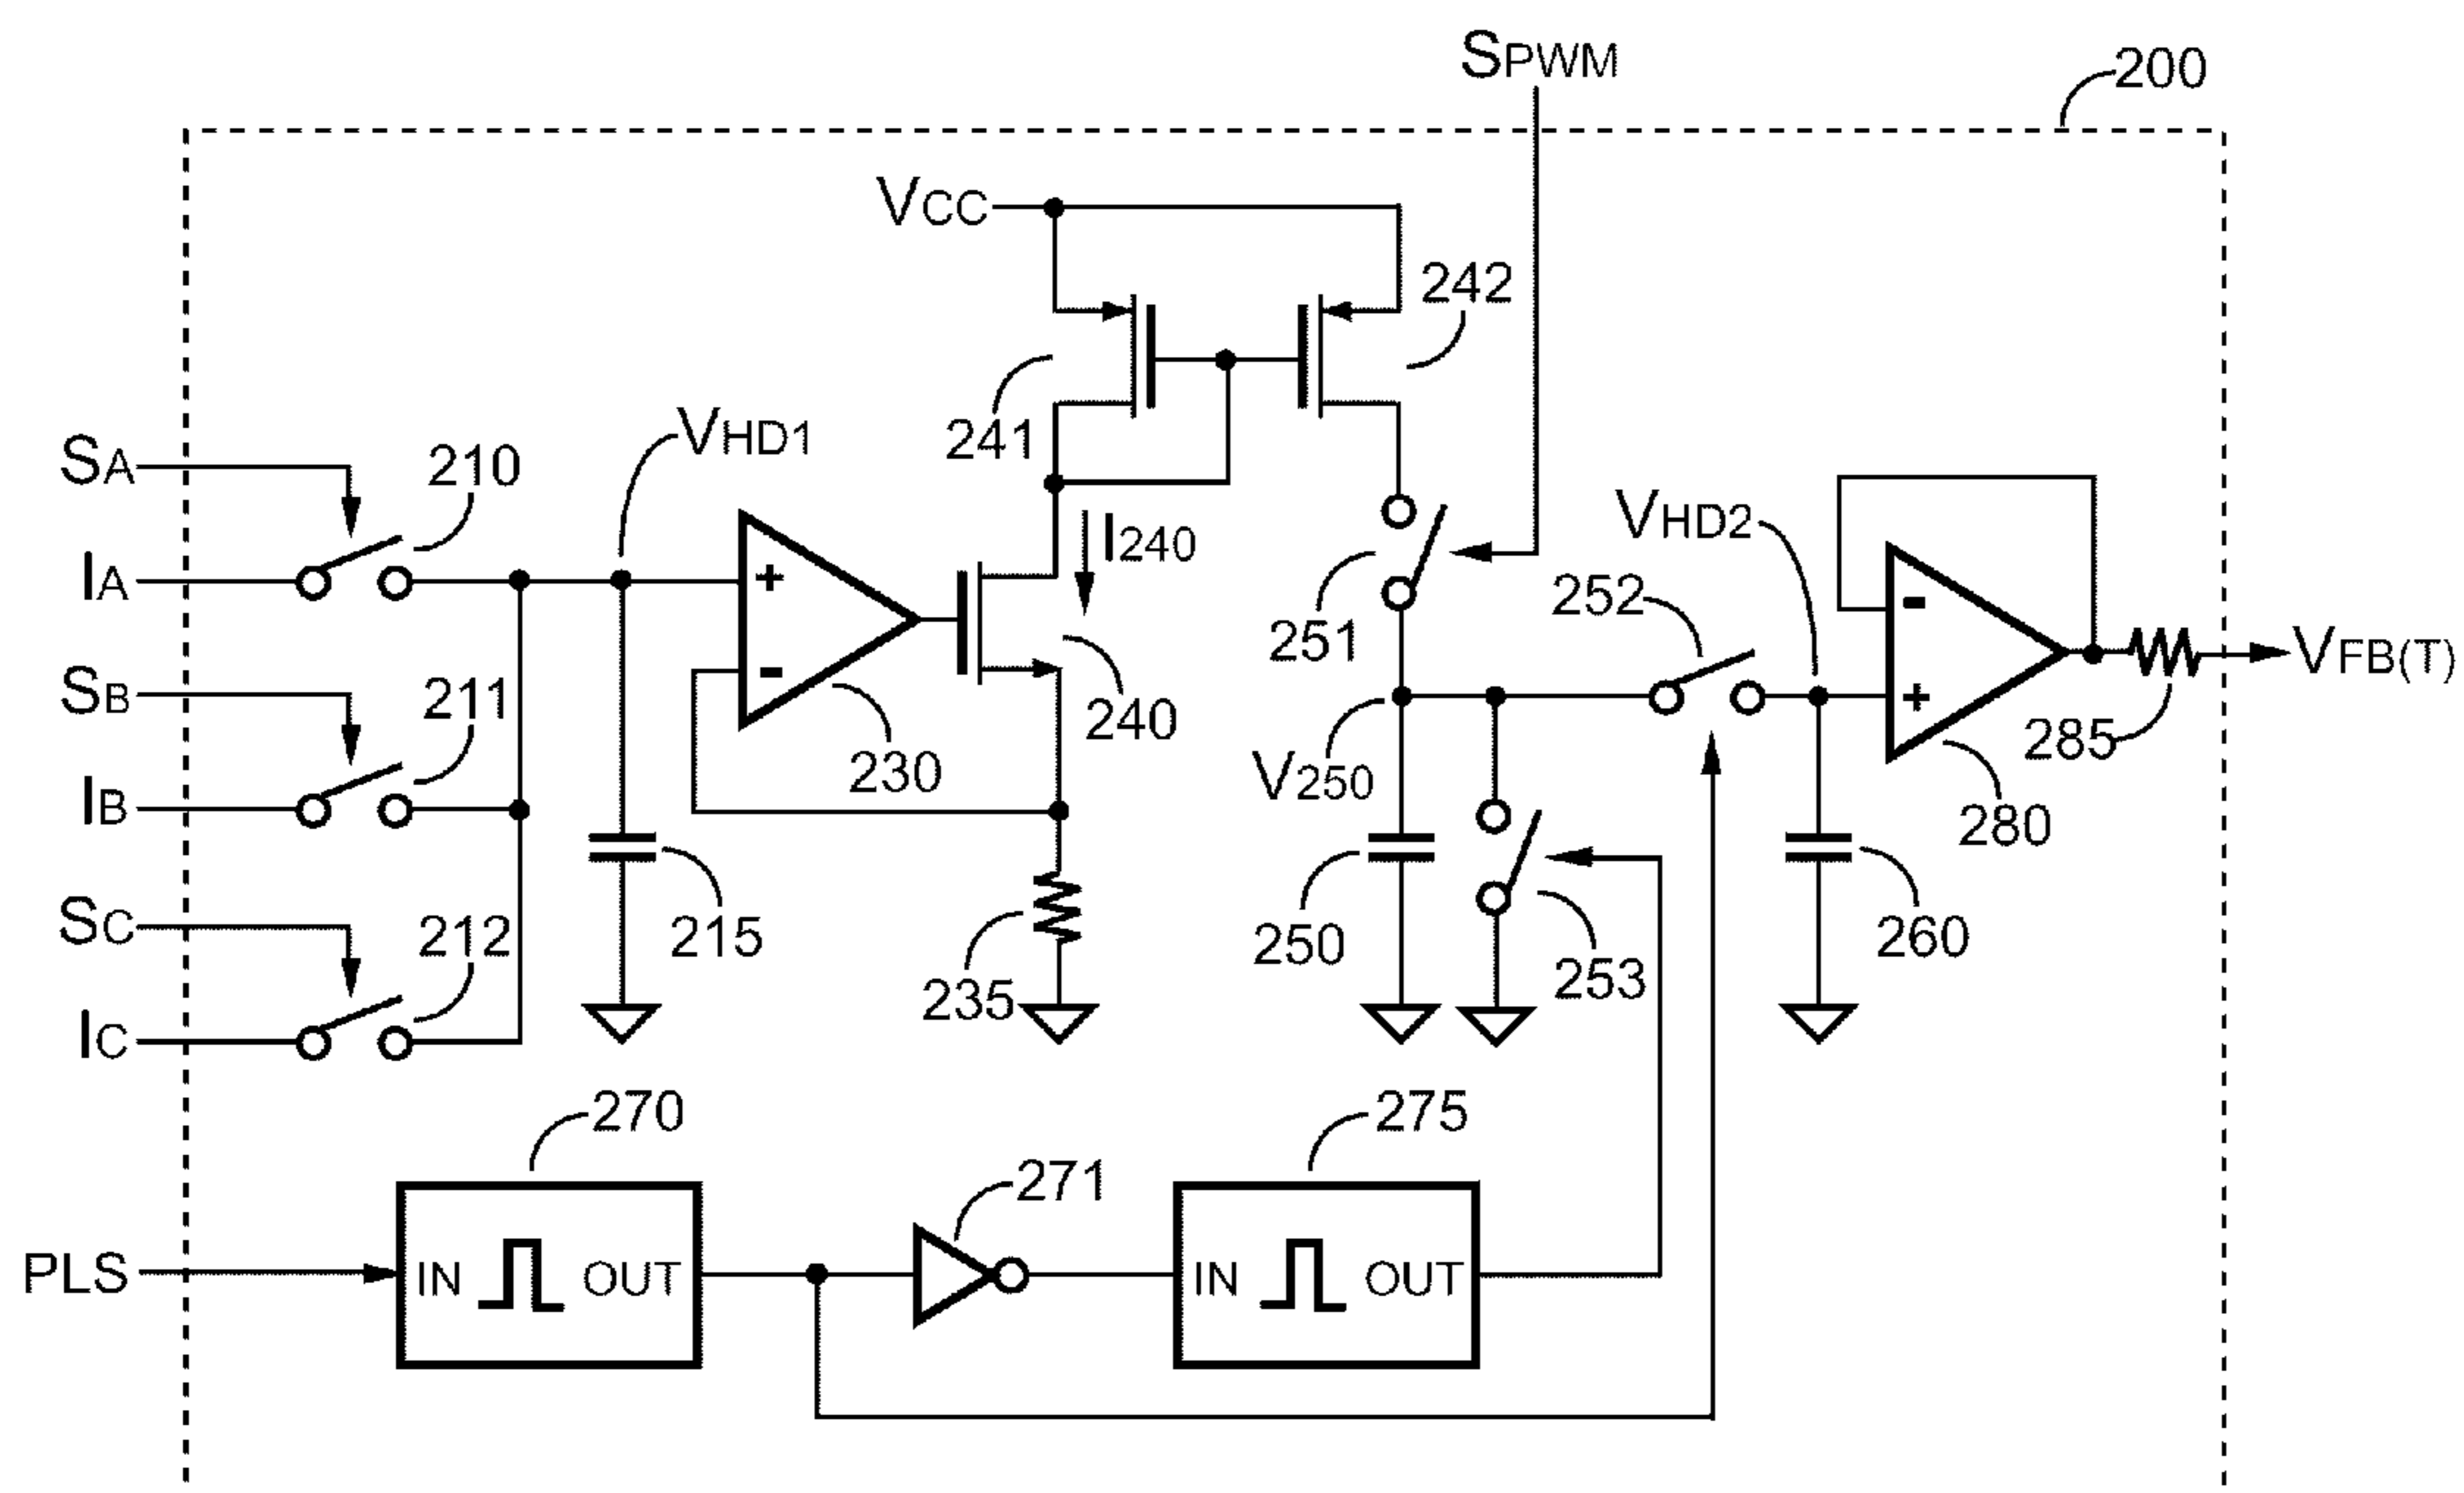 SPWM
200
VCC
242
241
VHD1
SA
210
I240
VHD2
IA
+
-
252
-
251
VFB(T)
SB
211
240
+
285
230
V250
280
IB
SC
212
215
250
253
260
235
IC
270
275
271
PLS
IN OUT
IN OUT